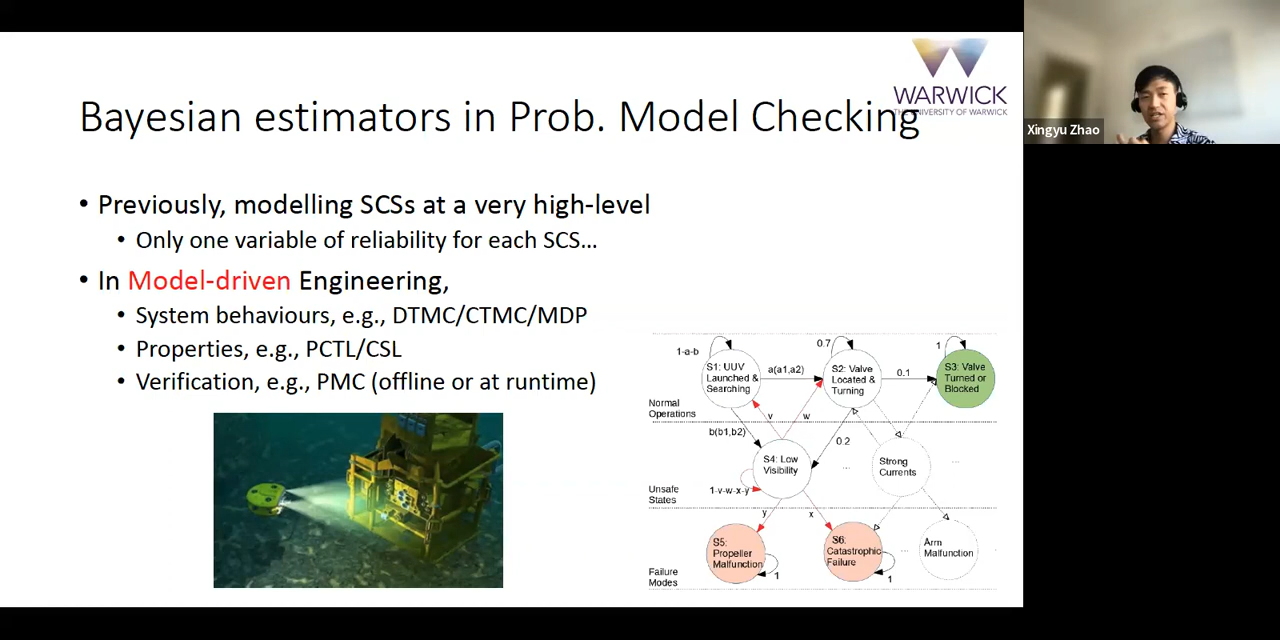 WARWICK
THE UNIVERSITY OF WARWICK
Xingyu Zhao
Bayesian estimators in Prob. Model Checking
• Previously, modelling SCSs at a very high-level
• Only one variable of reliability for each SCS...
• In Model-driven Engineering,
• System behaviours, e.g., DTMC/CTMC/MDP
• Properties, e.g., PCTL/CSL
• Verification, e.g., PMC (offline or at runtime)
1-a-b
0.7
1
S1: UUV
Launched &
Searching
a(a1,a2)
S2: Valve
Located &
Turning
0.1
S3: Valve
Turned or
Blocked
Normal
Operations
b(b1,b2)
v
w
0.2
S4: Low
Visibility
...
Strong
Currents
...
1-v-w-x-y
Unsafe
States
y
x
S5:
Propeller
Malfunction
1
S6:
Catastrophic
Failure
1
...
Arm
Malfunction
Failure
Modes